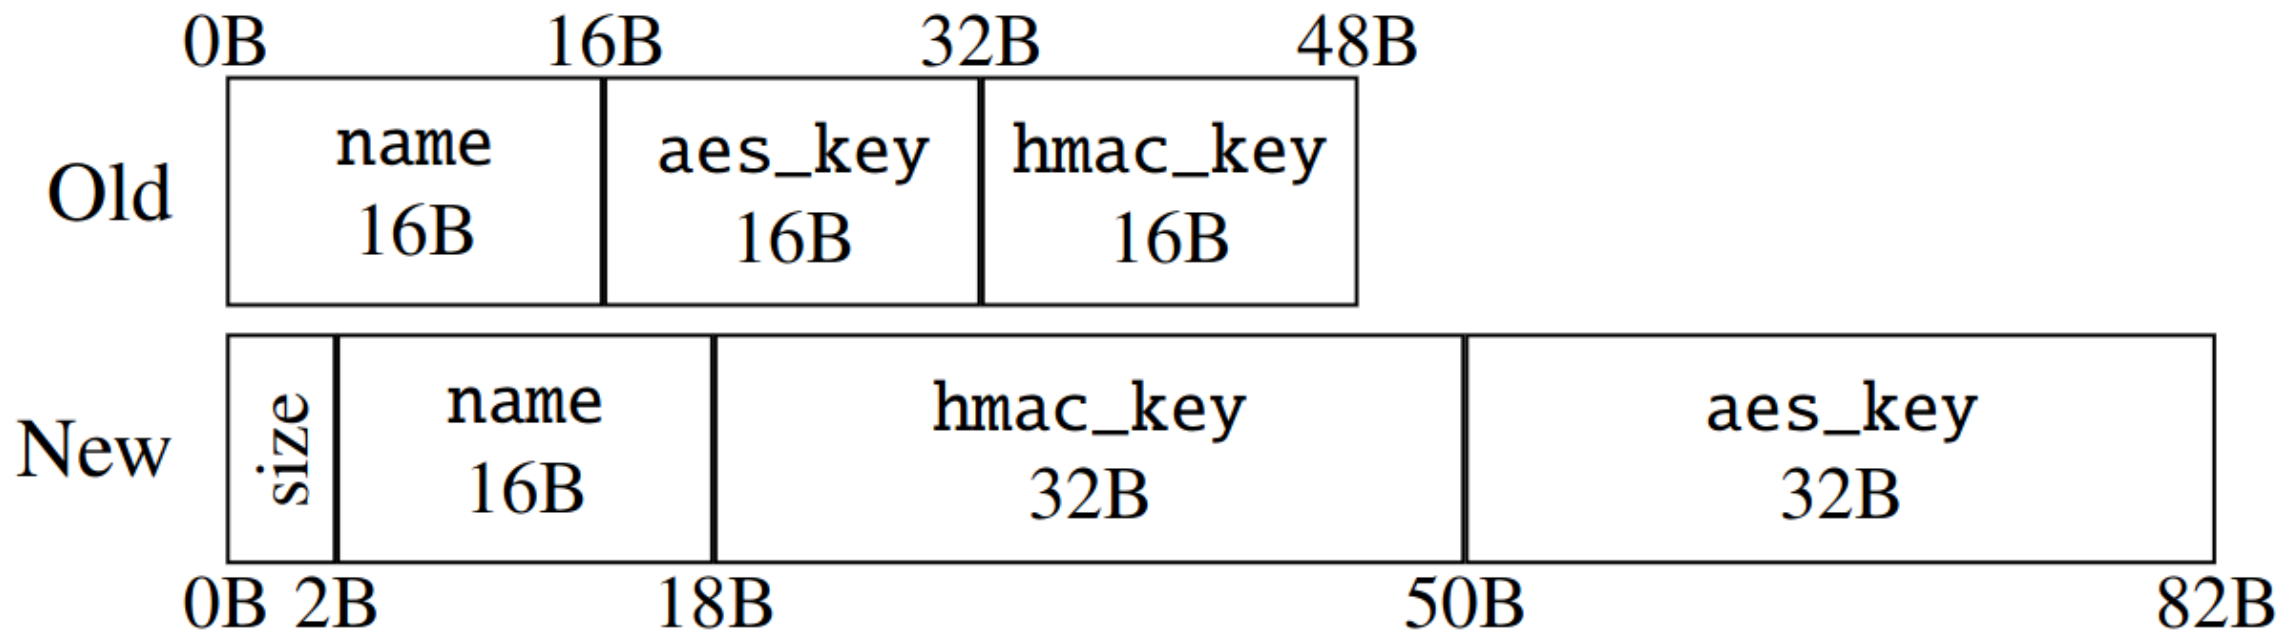 0B 16B 32B 48B
Old
name aes_key hmac_key
16B 16B 16B
New
size
name hmac_key aes_key
16B 32B 32B
0B 2B 18B 50B 82B